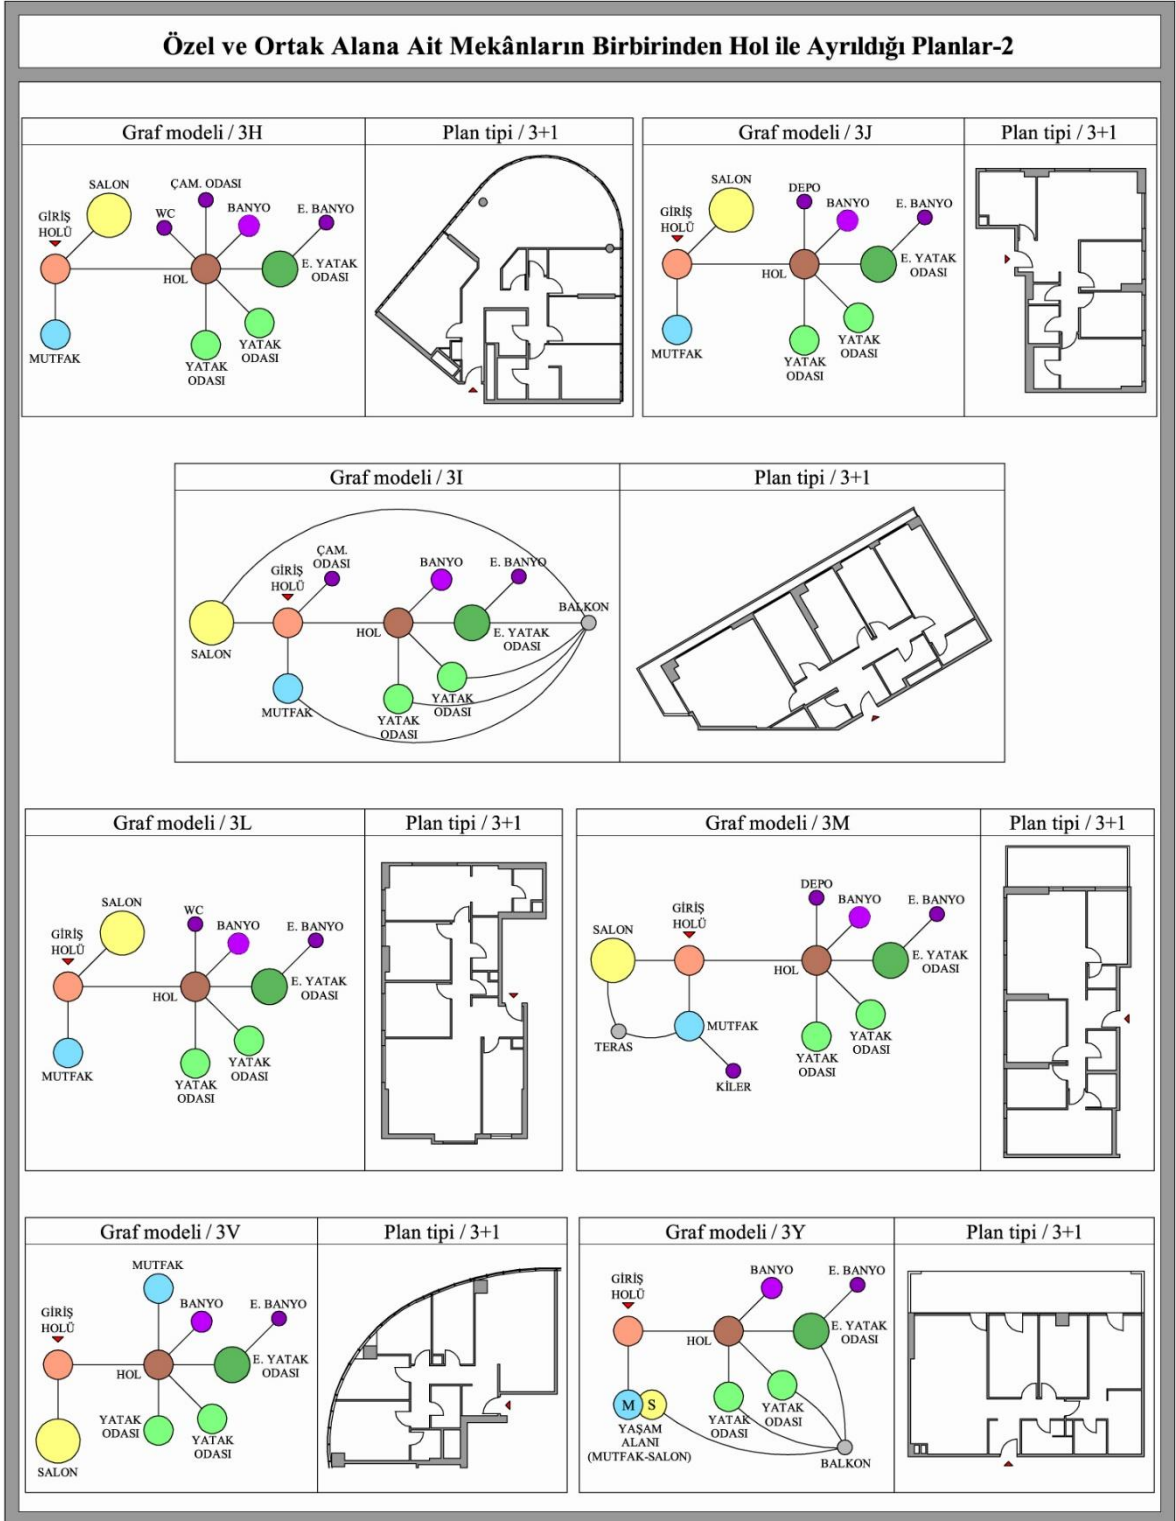 Özel ve Ortak Alana Ait Mekânların Birbirinden Hol ile Ayrıldığı Planlar-2
Graf modeli / 3H
SALON
ÇAM. ODASI
GİRİŞ
HOLÜ
WC
BANYO
E. BANYO
HOL
E. YATAK
ODASI
MUTFAK
YATAK
ODASI
YATAK
ODASI
Plan tipi / 3+1
Graf modeli / 3J
SALON
DEPO
GİRİŞ
HOLÜ
BANYO
E. BANYO
HOL
E. YATAK
ODASI
MUTFAK
YATAK
ODASI
YATAK
ODASI
Plan tipi / 3+1
Graf modeli / 3I
ÇAM.
ODASI
GİRİŞ
HOLÜ
BANYO
E. BANYO
BALKON
SALON
HOL
E. YATAK
ODASI
MUTFAK
YATAK
ODASI
YATAK
ODASI
Plan tipi / 3+1
Graf modeli / 3L
SALON
WC
GİRİŞ
HOLÜ
BANYO
E. BANYO
HOL
E. YATAK
ODASI
MUTFAK
YATAK
ODASI
YATAK
ODASI
Plan tipi / 3+1
Graf modeli / 3M
DEPO
SALON
GİRİŞ
HOLÜ
BANYO
E. BANYO
HOL
E. YATAK
ODASI
TERAS
MUTFAK
KİLER
YATAK
ODASI
YATAK
ODASI
Plan tipi / 3+1
Graf modeli / 3V
MUTFAK
GİRİŞ
HOLÜ
BANYO
E. BANYO
HOL
E. YATAK
ODASI
SALON
YATAK
ODASI
YATAK
ODASI
Plan tipi / 3+1
Graf modeli / 3Y
GİRİŞ
HOLÜ
BANYO
E. BANYO
HOL
E. YATAK
ODASI
M S
YAŞAM
ALANI
(MUTFAK-SALON)
YATAK
ODASI
YATAK
ODASI
BALKON
Plan tipi / 3+1